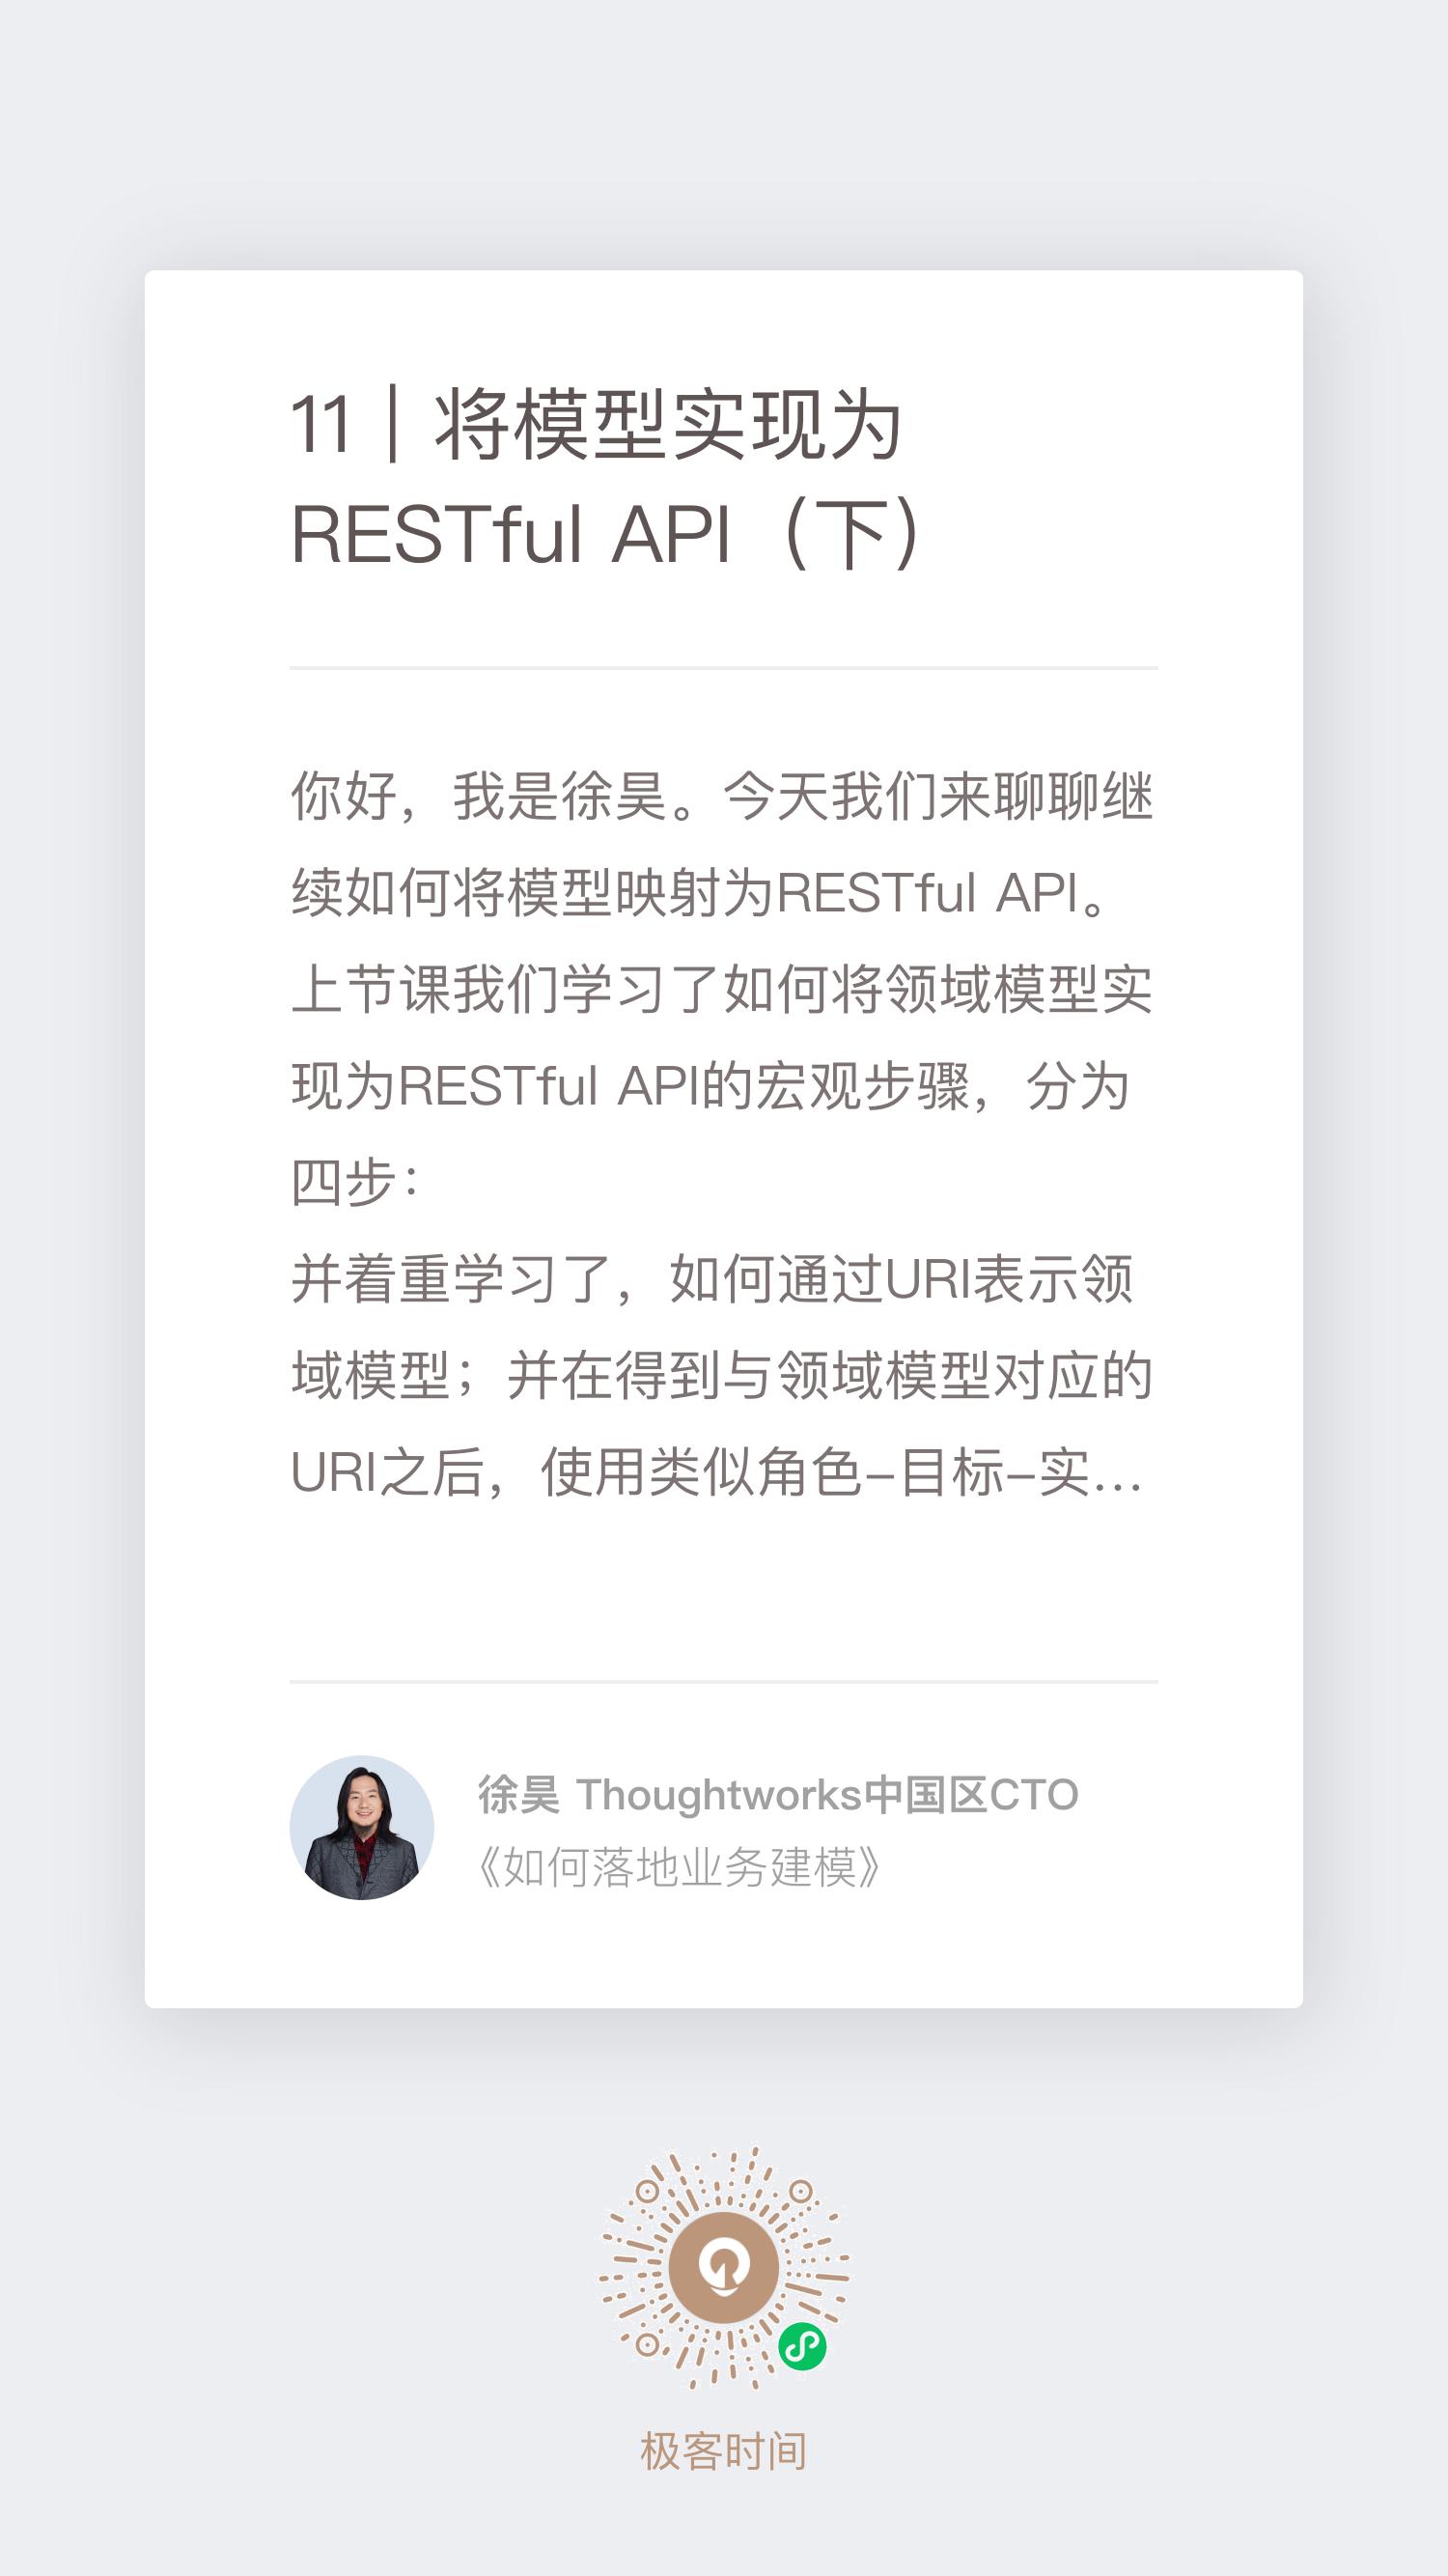 11｜将模型实现为
RESTful API（下）
你好，我是徐昊。今天我们来聊聊继
续如何将模型映射为RESTful API。
上节课我们学习了如何将领域模型实
现为RESTful API的宏观步骤，分为
四步：
并着重学习了，如何通过URI表示领
域模型；并在得到与领域模型对应的
URI之后，使用类似角色–目标–实...
徐昊 Thoughtworks中国区CTO
《如何落地业务建模》
极客时间